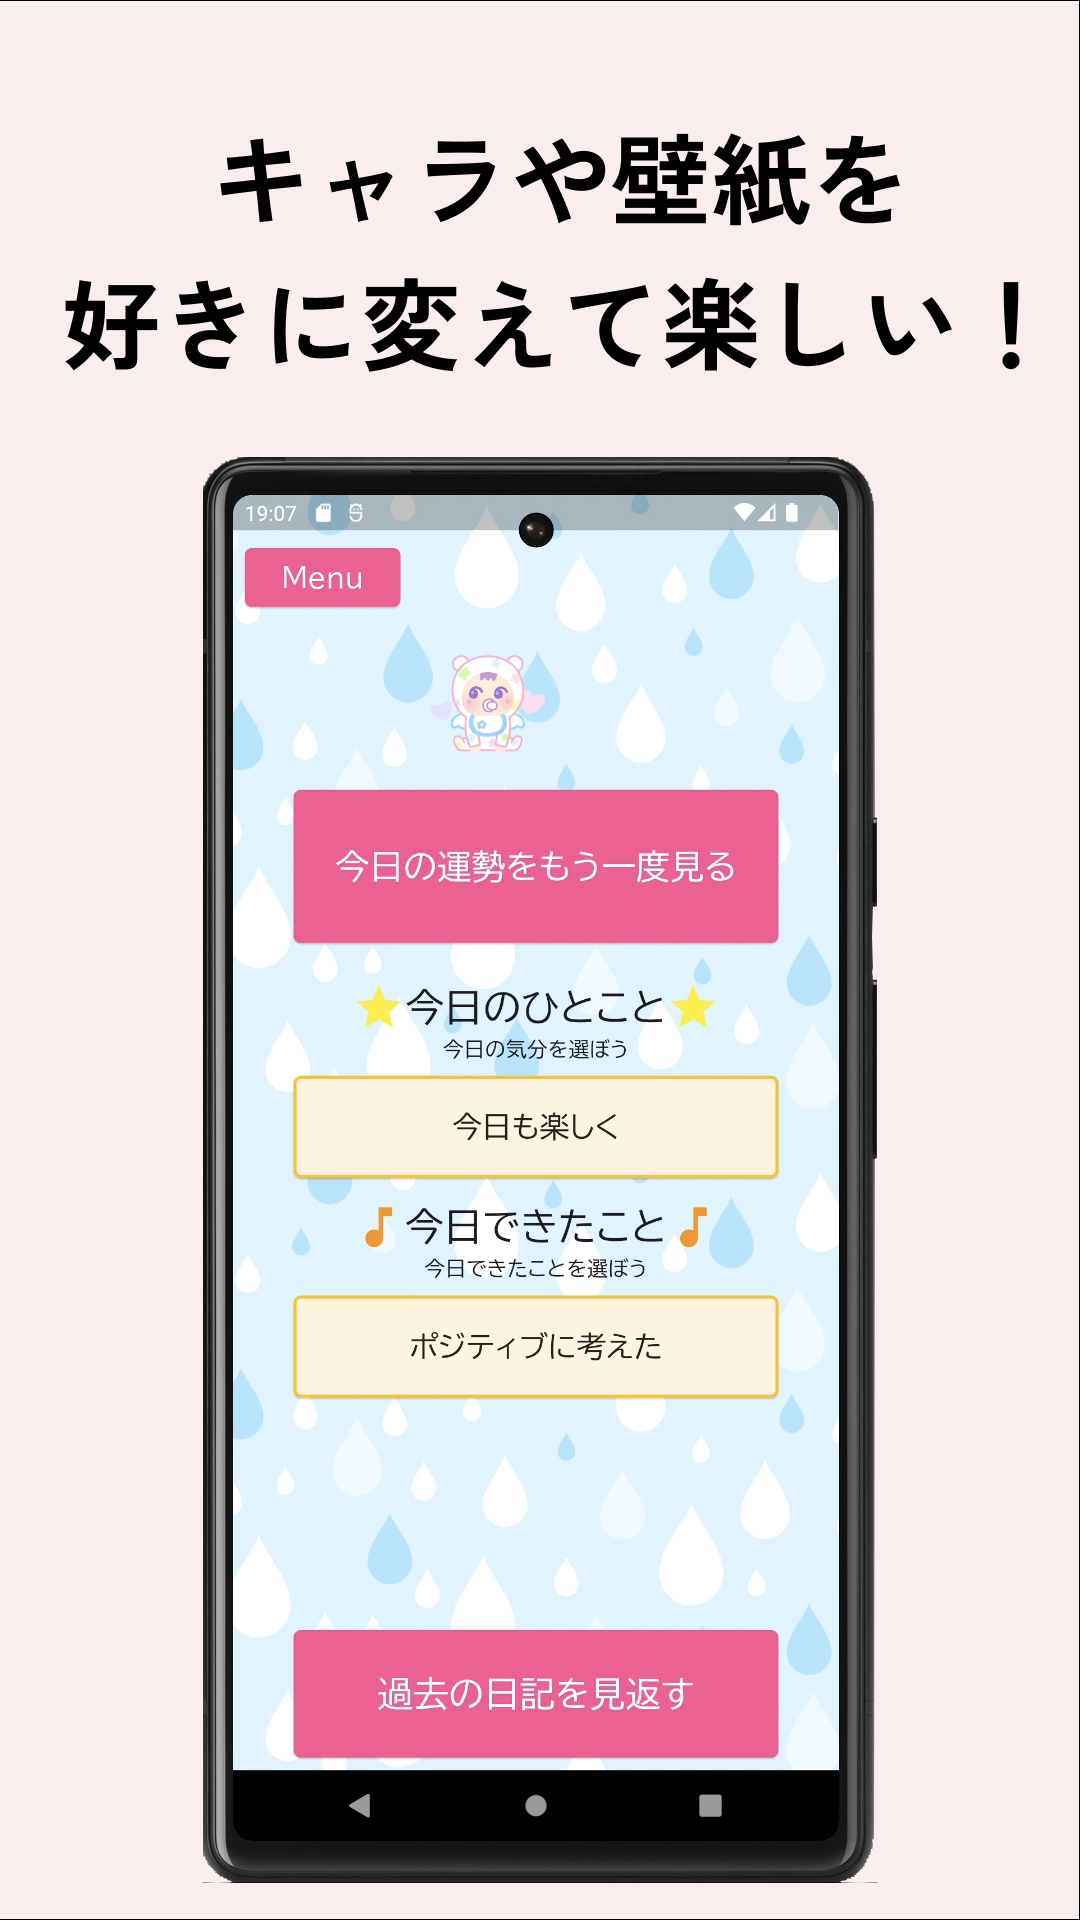 キャラや壁紙を
好きに変えて楽しい！
19:07
Menu
今日の運勢をもう一度見る
今日のひとこと
今日の気分を選ぼう
今日も楽しく
今日できたこと
今日できたことを選ぼう
ポジティブに考えた
過去の日記を見返す